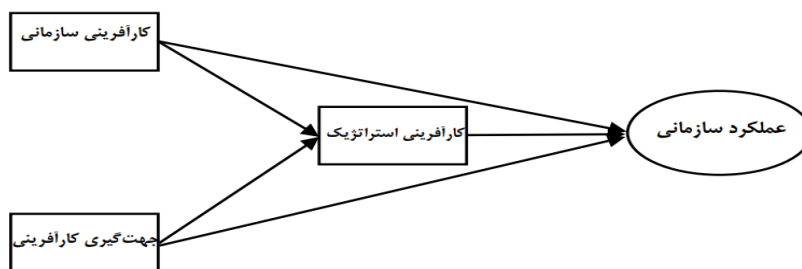 کارآفرینی سازمانی
کارآفرینی استراتژیک
عملکرد سازمانی
جهت‌گیری کارآفرینی